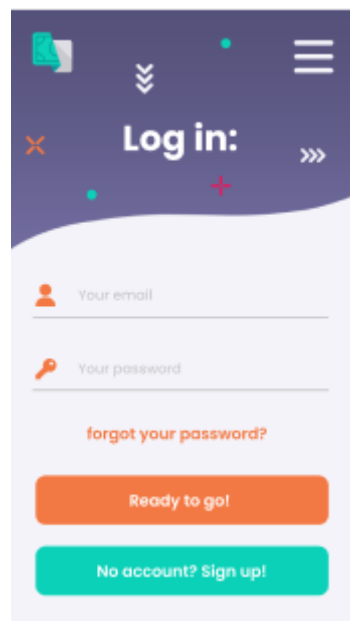 Log in:
Your email
Your password
forgot your password?
Ready to go!
No account? Sign up!